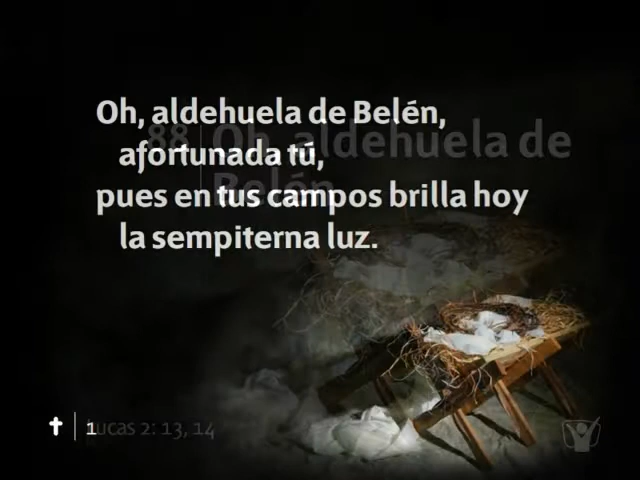 Oh, aldehuela de Belén,
afortunada tú,
pues en tus campos brilla hoy
la sempiterna luz.
88 Oh, aldehuela de
Belén
1
Lucas 2: 13, 14